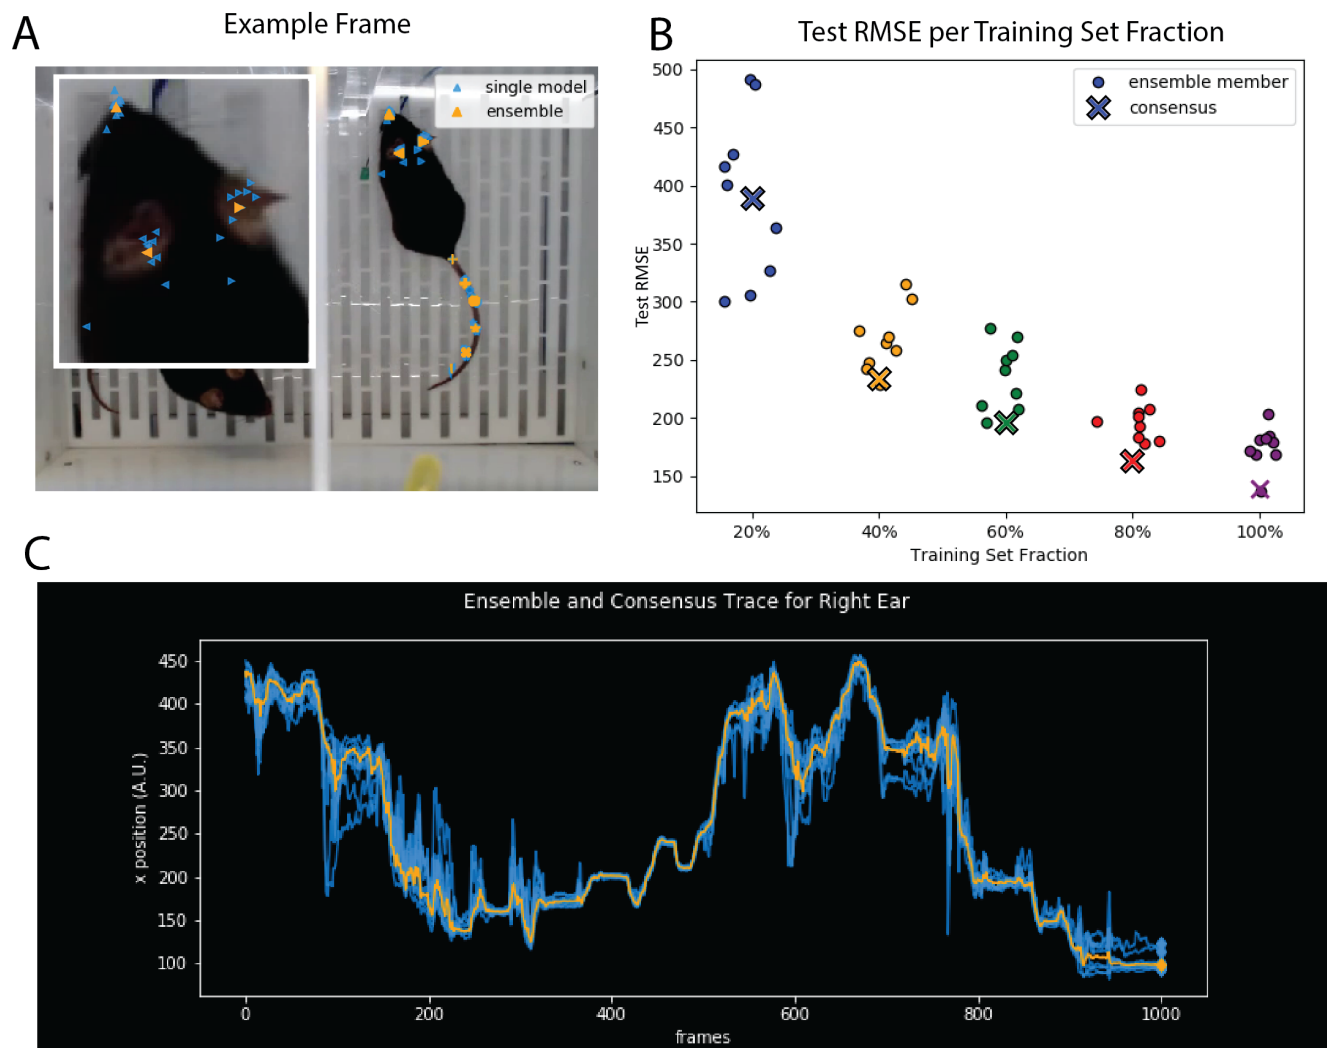 A
Example Frame
single model
ensemble
B
Test RMSE per Training Set Fraction
ensemble member
consensus
500
450
400
350
300
250
200
150
Test RMSE
20%
40%
60%
80%
100%
Training Set Fraction
C
Ensemble and Consensus Trace for Right Ear
450
400
350
300
250
200
150
100
x position (A.U.)
0
200
400
600
800
1000
frames